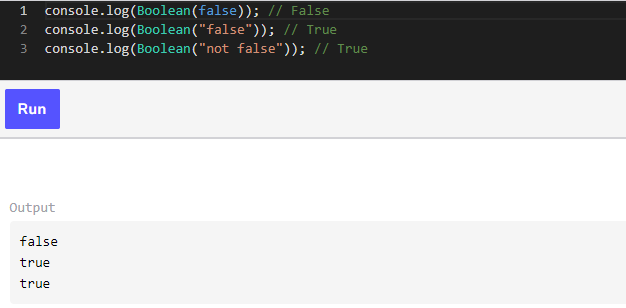 1 console.log(Boolean(false)); // False
2 console.log(Boolean("false")); // True
3 console.log(Boolean("not false")); // True
Run
Output
false
true
true